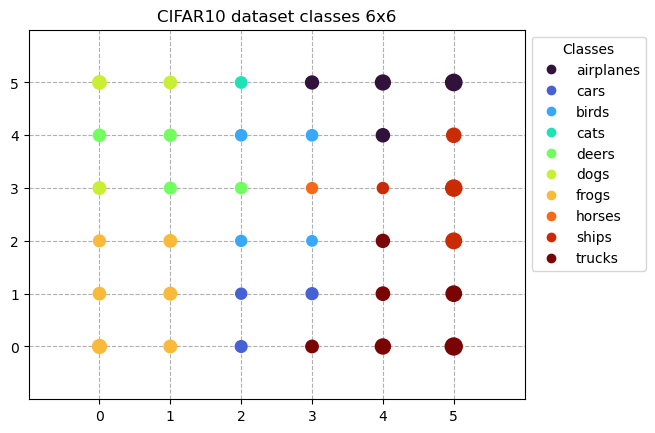 CIFAR10 dataset classes 6x6
5
4
3
2
1
0
0 1 2 3 4 5
Classes
airplanes
cars
birds
cats
deers
dogs
frogs
horses
ships
trucks